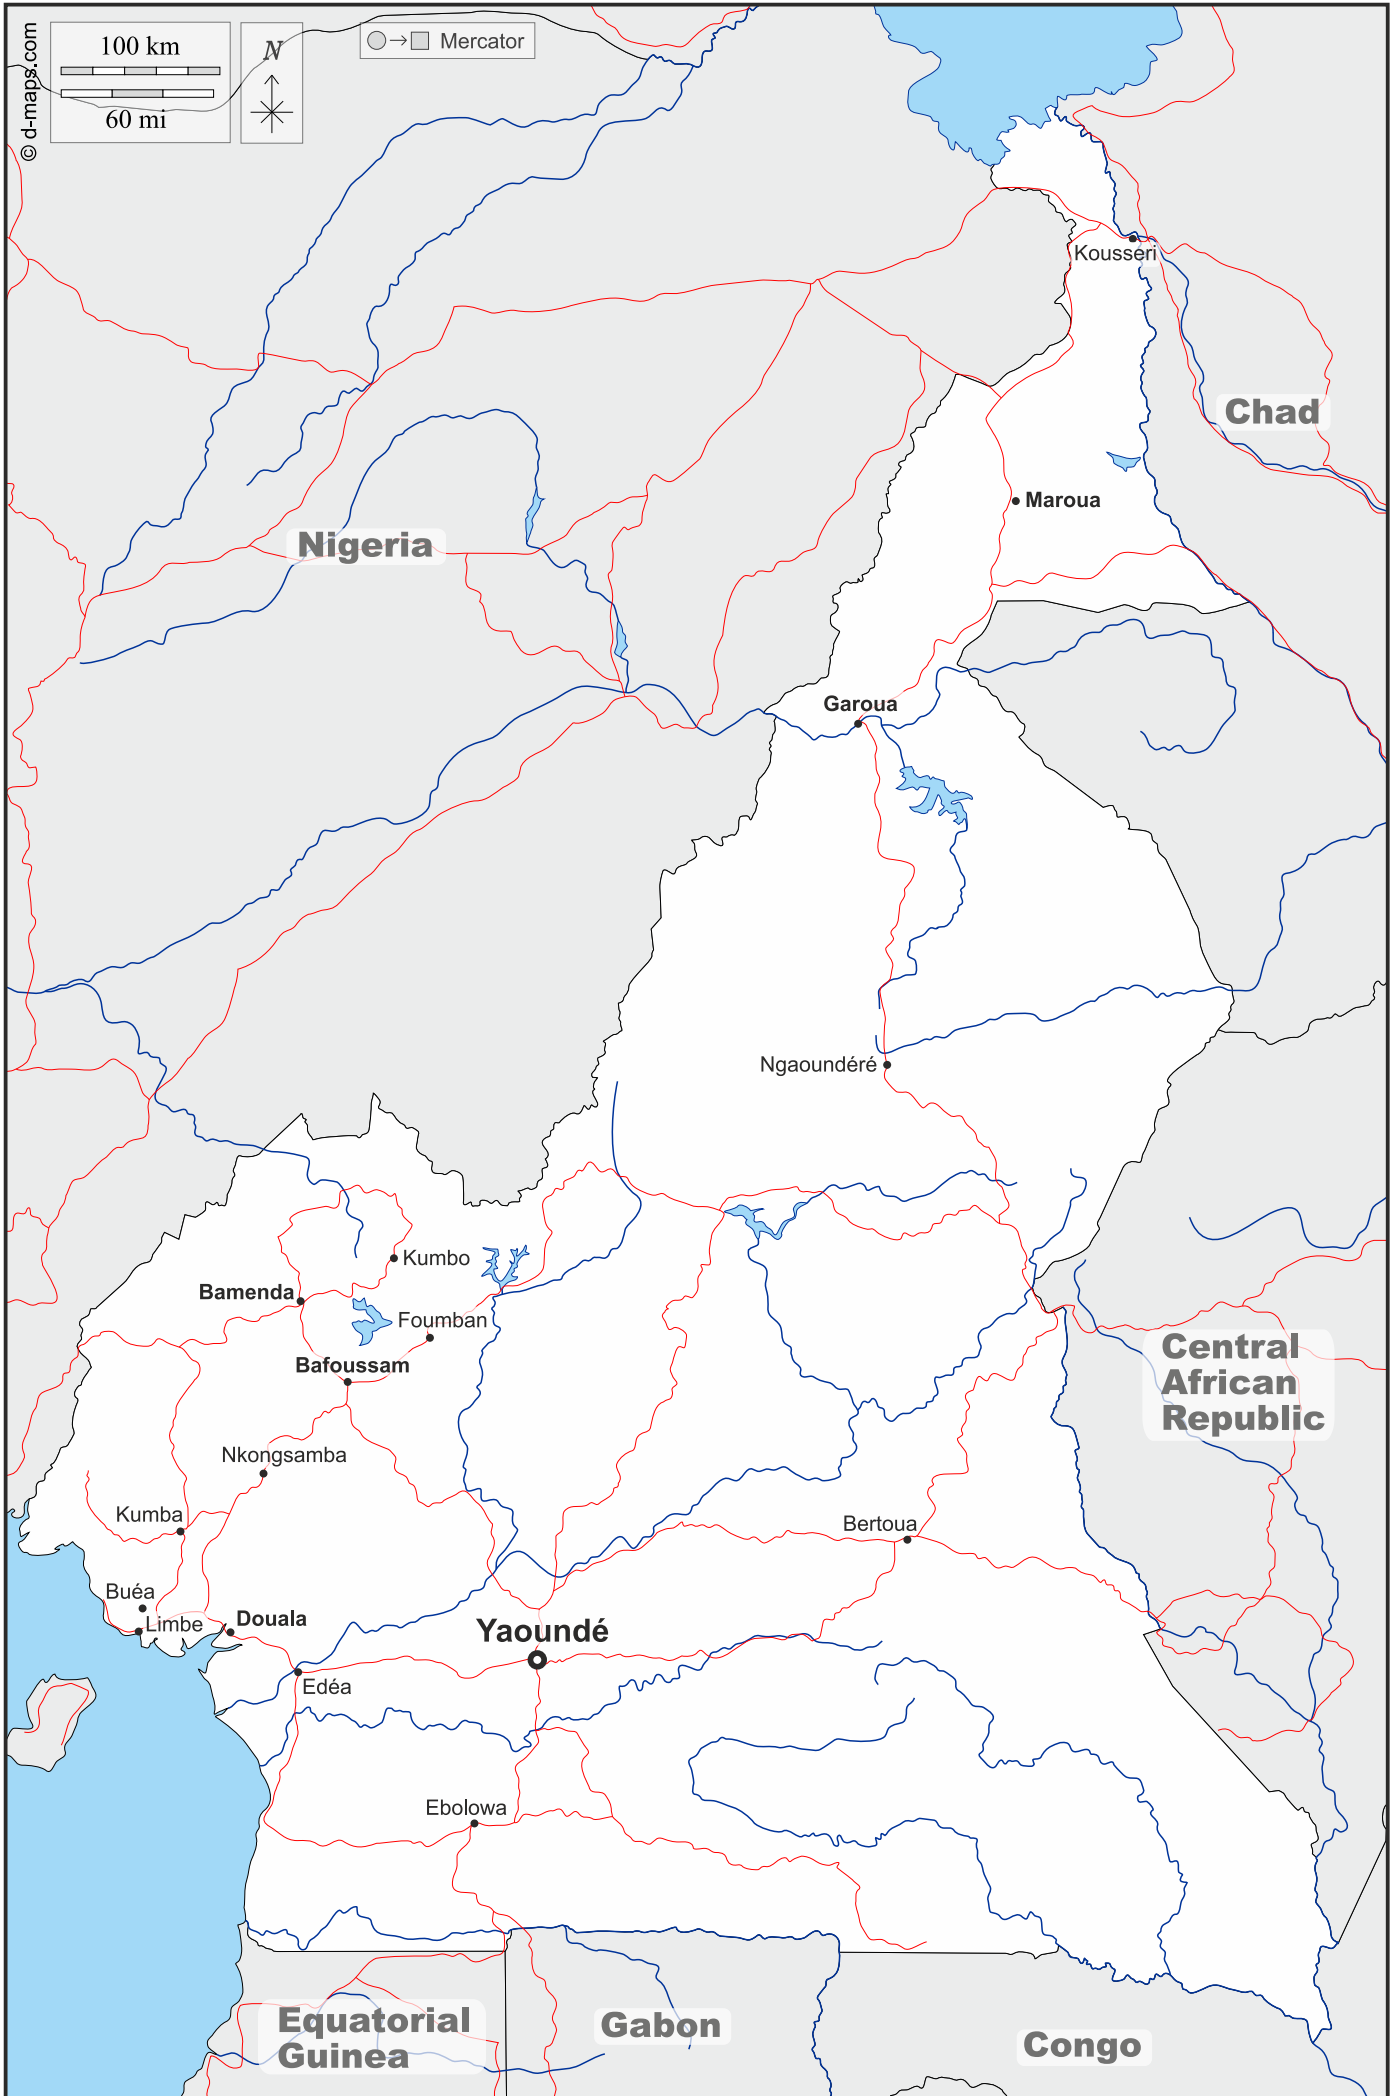 100 km
60 mi
N
Mercator
© d-maps.com
Kousséri
Chad
Maroua
Nigeria
Garoua
Ngaoundéré
Kumbo
Bamenda
Foumban
Bafoussam
Central
African
Republic
Nkongsamba
Kumba
Bertoua
Buéa
Limbe
Douala
Yaoundé
Edéa
Ebolowa
Equatorial
Guinea
Gabon
Congo